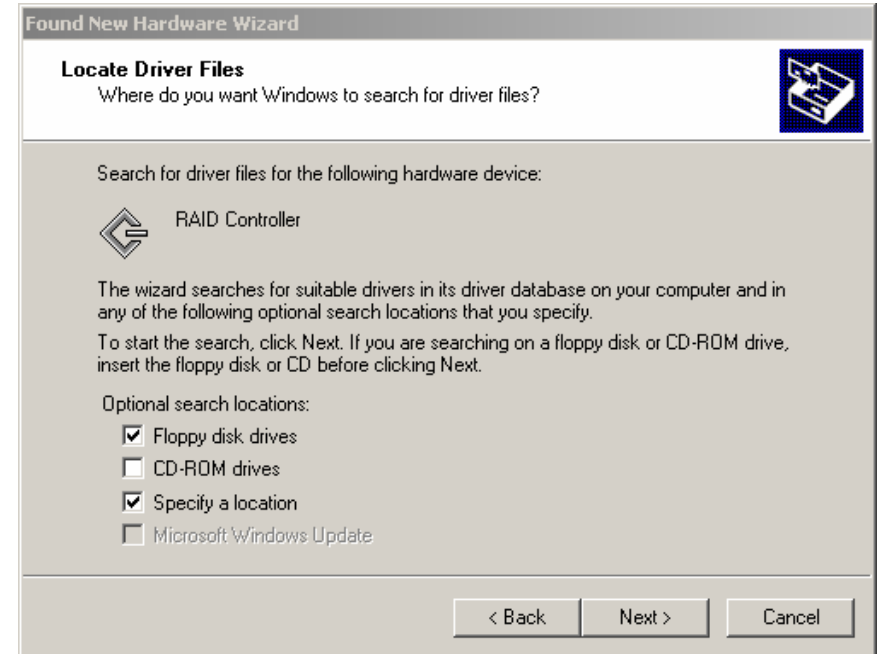 Found New Hardware Wizard
Locate Driver Files
Where do you want Windows to search for driver files?
Search for driver files for the following hardware device:
RAID Controller
The wizard searches for suitable drivers in its driver database on your computer and in
any of the following optional search locations that you specify.
To start the search, click Next. If you are searching on a floppy disk or CD-ROM drive,
insert the floppy disk or CD before clicking Next.
Optional search locations:
Floppy disk drives
CD-ROM drives
Specify a location
Microsoft Windows Update
< Back Next > Cancel